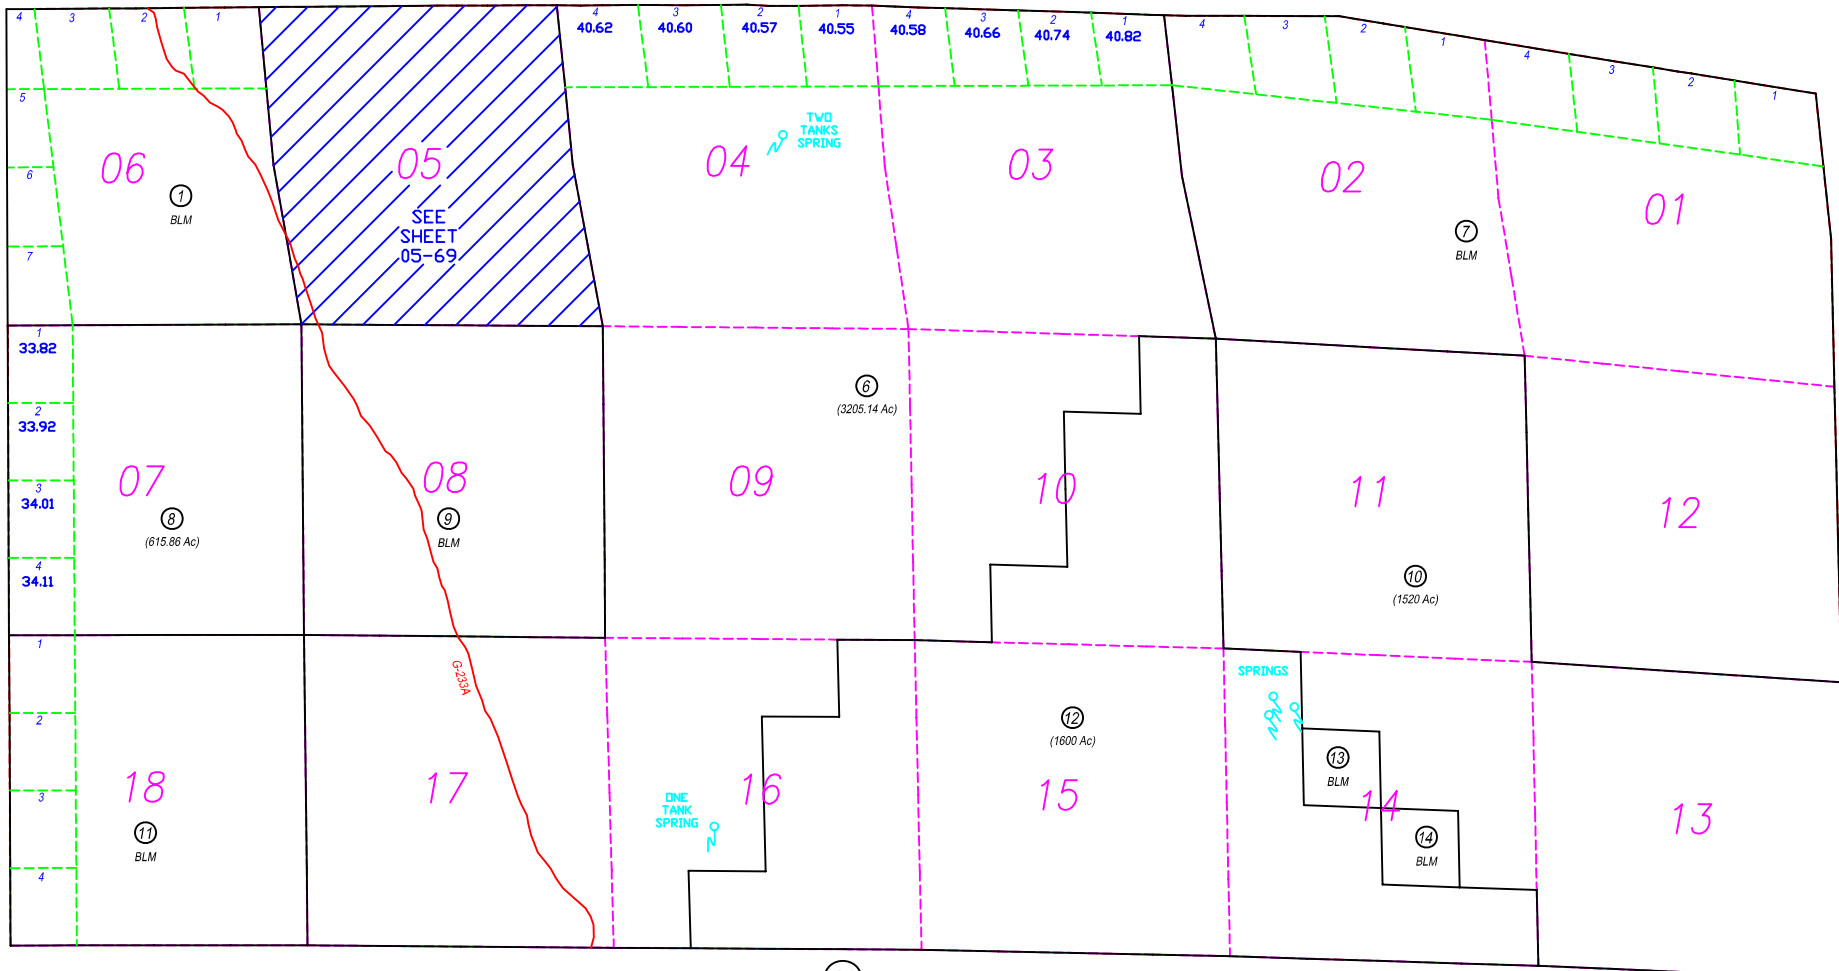 4 3 2 1
4 3 2 1 4 3 2 1
4 3 2 1 4 3 2 1
40.62 40.60 40.57 40.55 40.58 40.66 40.74 40.82
5
6
7
06
1
BLM
05
SEE
SHEET
05-69
04
TWO
TANKS
SPRING
03
02
7
BLM
01
1
33.82
2
33.92
3
34.01
4
34.11
07
8
(615.86 Ac)
08
9
BLM
09
6
(3205.14 Ac)
10
11
10
(1520 Ac)
12
1
2
3
4
18
11
BLM
G-233A
17
ONE
TANK
SPRING
16
12
(1600 Ac)
15
SPRINGS
13
BLM
14
14
BLM
13